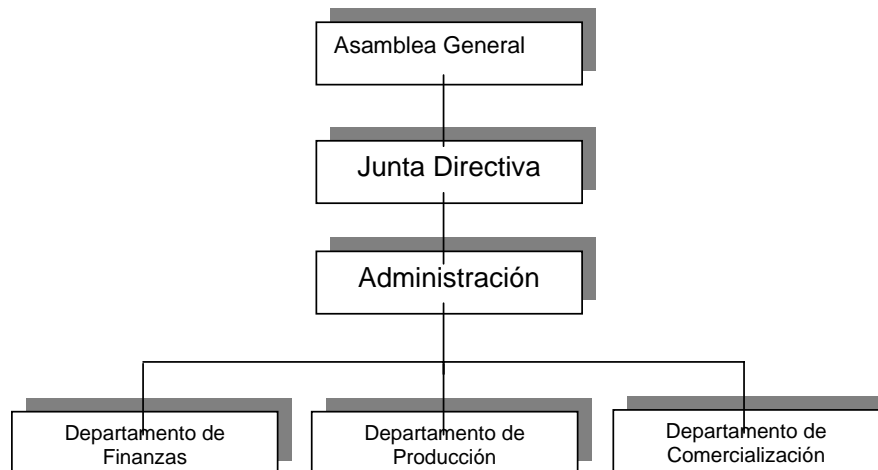 Asamblea General
Junta Directiva
Administración
Departamento de
Finanzas
Departamento de
Producción
Departamento de
Comercialización